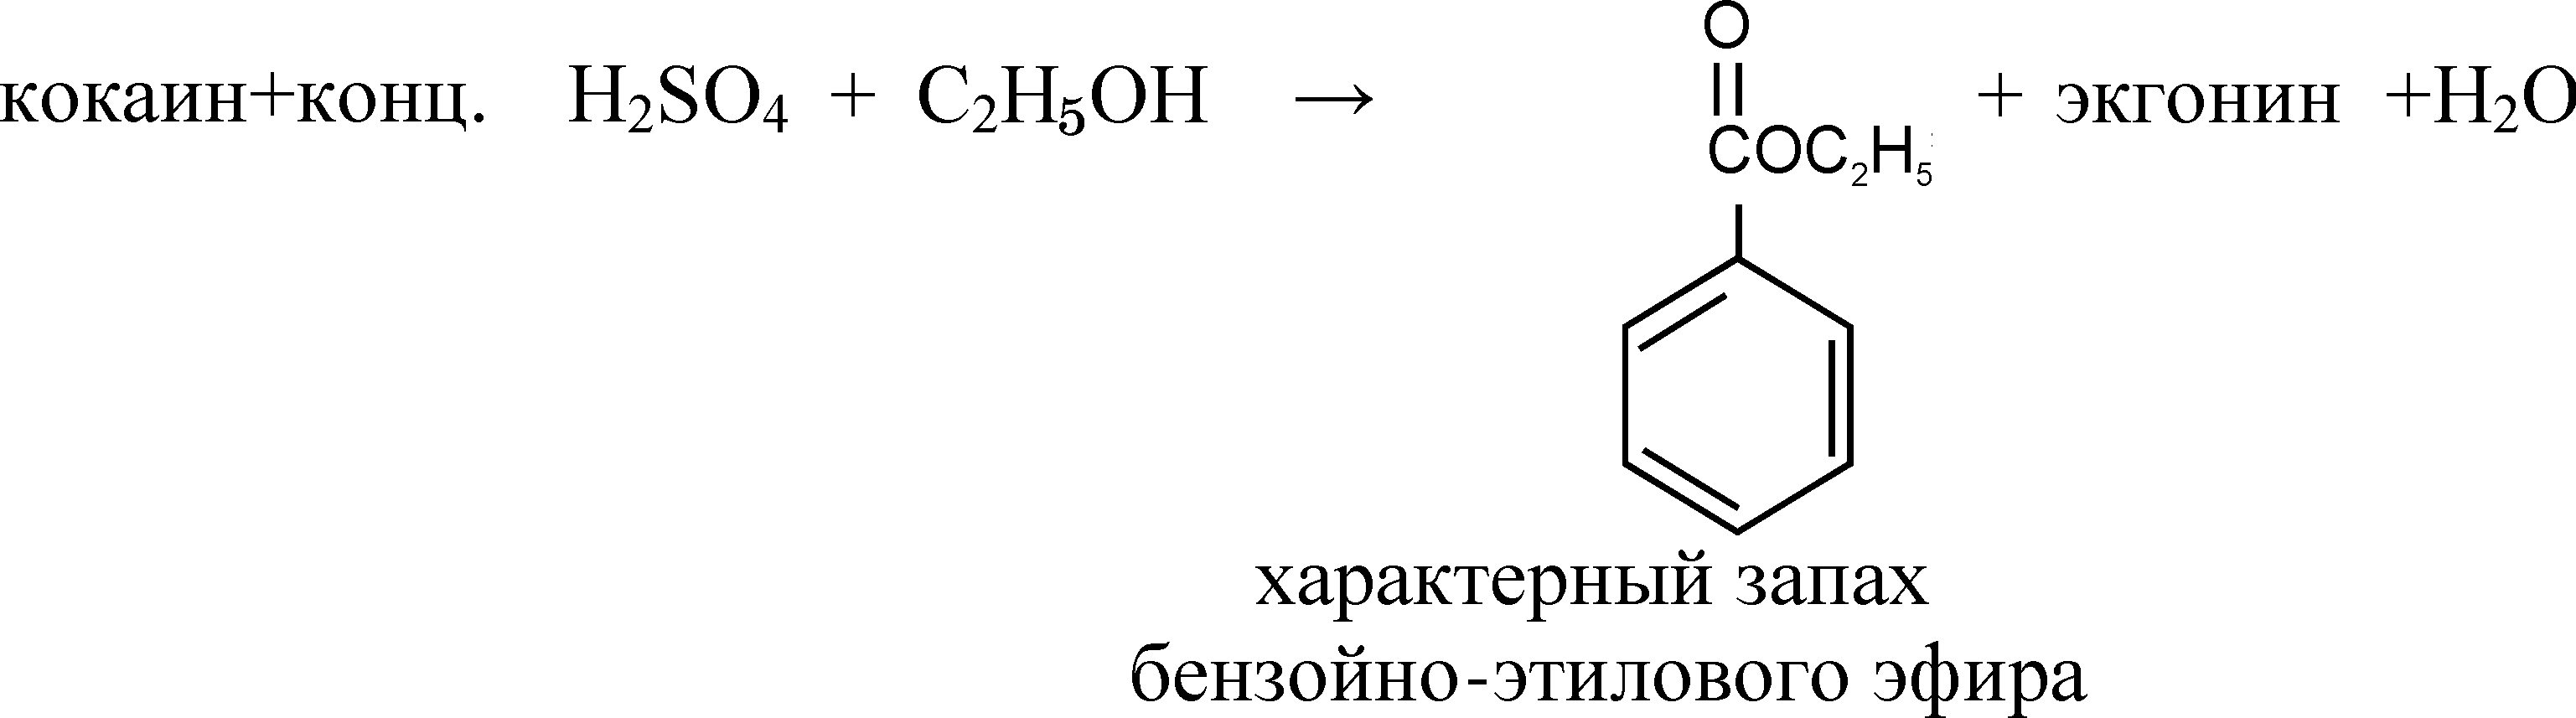 O
кокаин+конц. H₂SO₄ + C₂H₅OH → COC₂H₅ + экгонин +H₂O
характерный запах
бензойно-этилового эфира